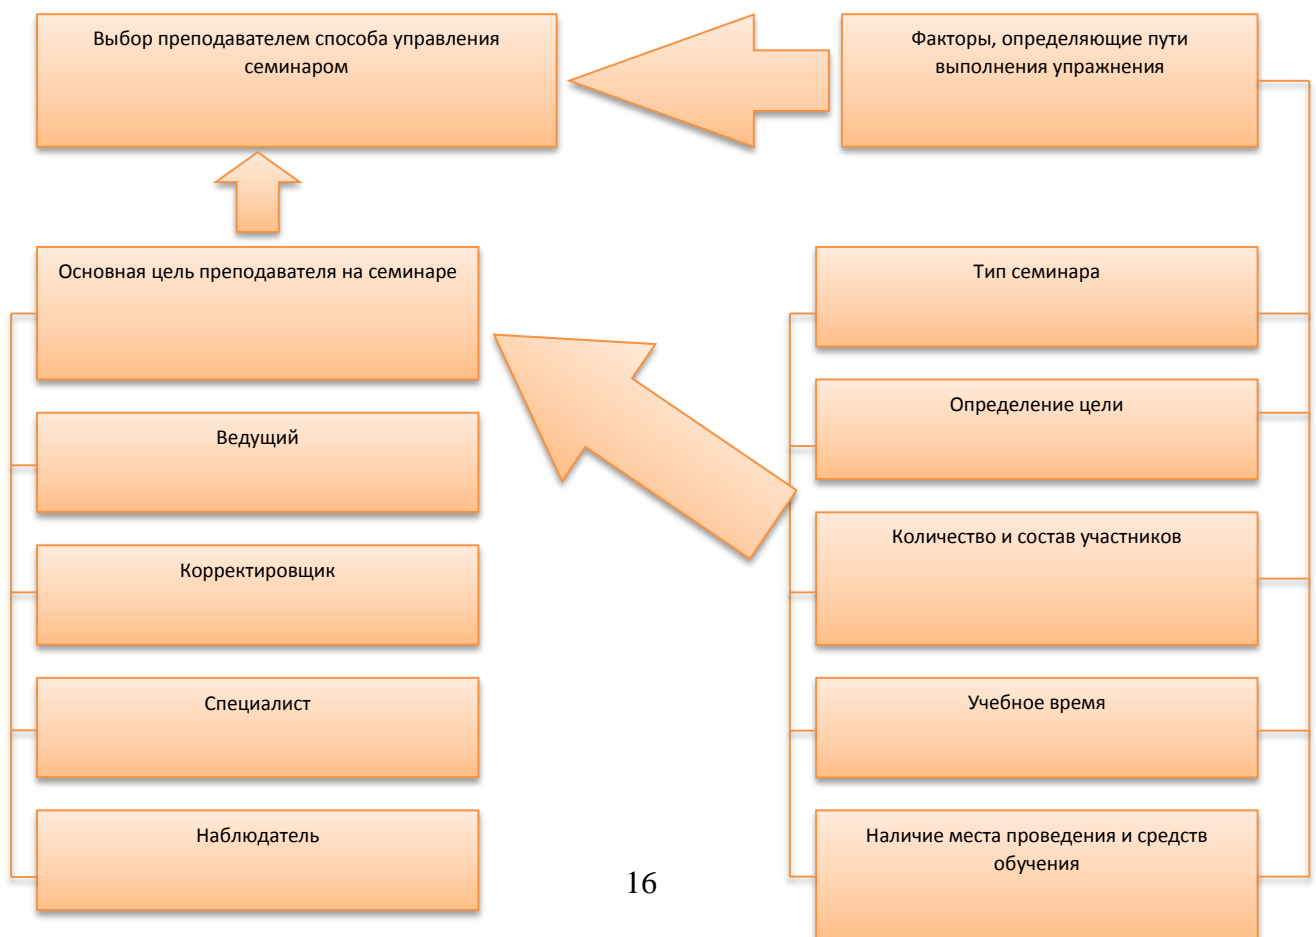 Выбор преподавателем способа управления
семинаром
Факторы, определяющие пути
выполнения упражнения
Основная цель преподавателя на семинаре
Ведущий
Корректировщик
Специалист
Наблюдатель
Тип семинара
Определение цели
Количество и состав участников
Учебное время
Наличие места проведения и средств
обучения
16